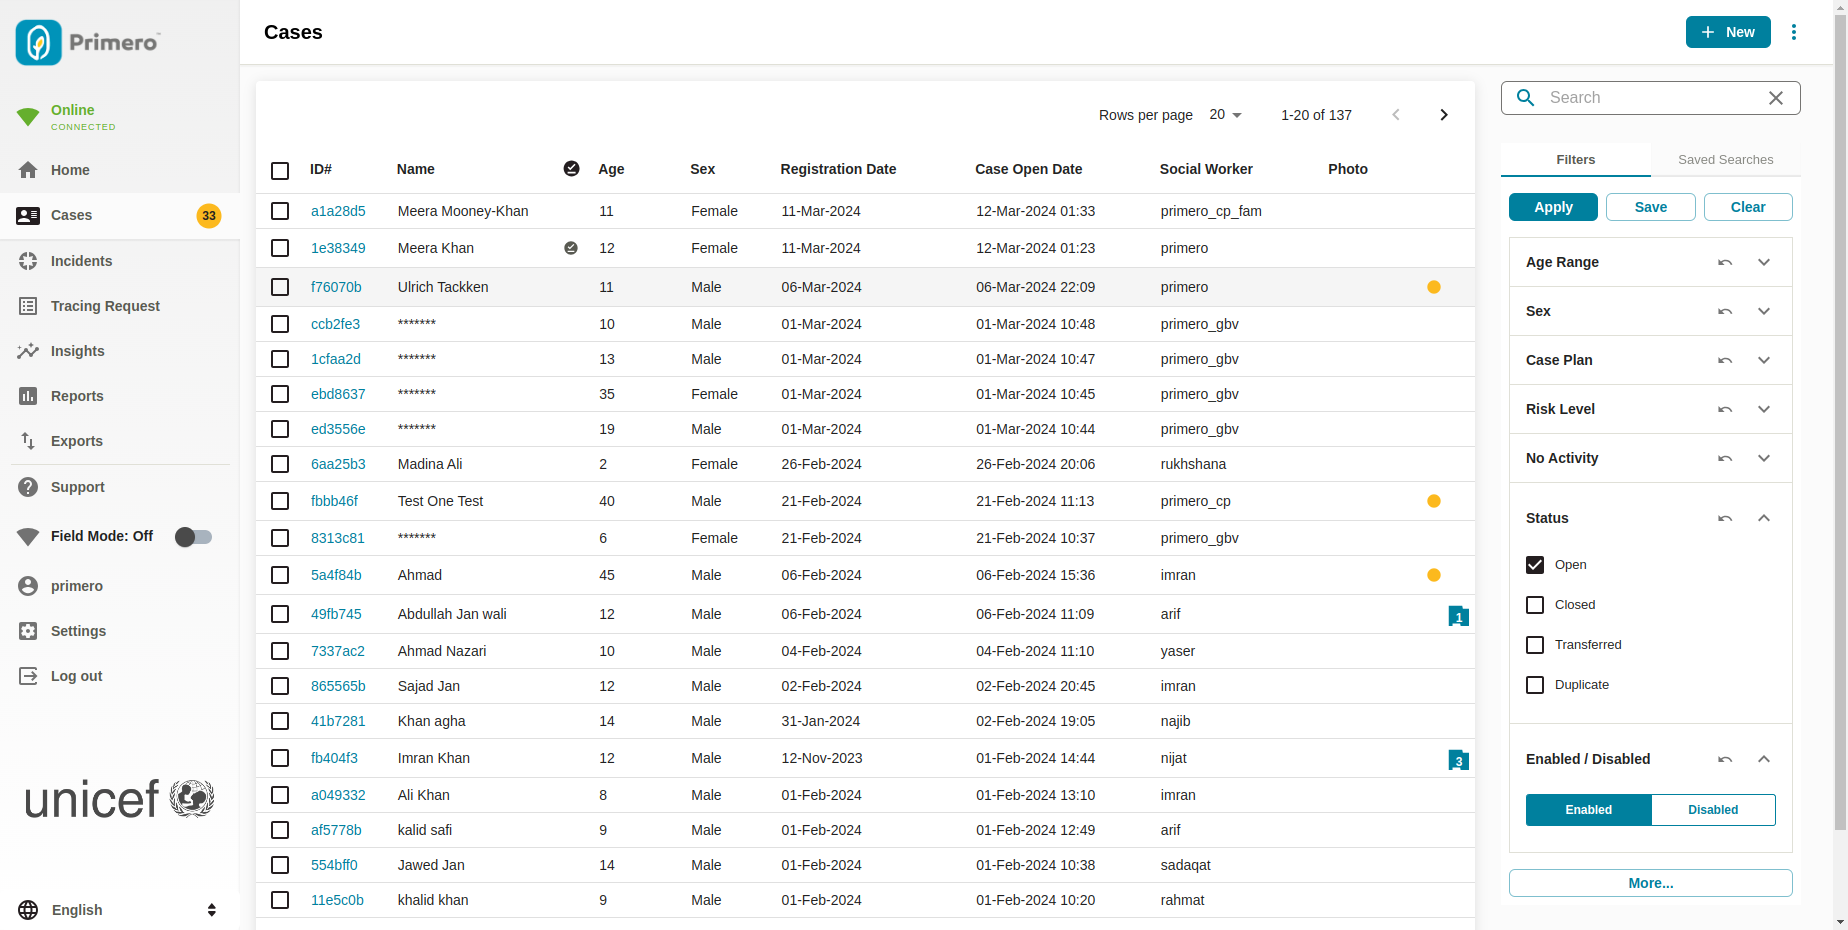 Primero™
Online
CONNECTED
Home
Cases 33
Incidents
Tracing Request
Insights
Reports
Exports
Support
Field Mode: Off
primero
Settings
Log out
unicef
English
Cases
+ New
Rows per page 20 1-20 of 137
ID# Name Age Sex Registration Date Case Open Date Social Worker Photo
a1a28d5 Meera Mooney-Khan 11 Female 11-Mar-2024 12-Mar-2024 01:33 primero_cp_fam
1e38349 Meera Khan 12 Female 11-Mar-2024 12-Mar-2024 01:23 primero
f76070b Ulrich Tackken 11 Male 06-Mar-2024 06-Mar-2024 22:09 primero
ccb2fe3 ******* 10 Male 01-Mar-2024 01-Mar-2024 10:48 primero_gbv
1cfaa2d ******* 13 Male 01-Mar-2024 01-Mar-2024 10:47 primero_gbv
ebd8637 ******* 35 Female 01-Mar-2024 01-Mar-2024 10:45 primero_gbv
ed3556e ******* 19 Male 01-Mar-2024 01-Mar-2024 10:44 primero_gbv
6aa25b3 Madina Ali 2 Female 26-Feb-2024 26-Feb-2024 20:06 rukhshana
fbbb46f Test One Test 40 Male 21-Feb-2024 21-Feb-2024 11:13 primero_cp
8313c81 ******* 6 Female 21-Feb-2024 21-Feb-2024 10:37 primero_gbv
5a4f84b Ahmad 45 Male 06-Feb-2024 06-Feb-2024 15:36 imran
49fb745 Abdullah Jan wali 12 Male 06-Feb-2024 06-Feb-2024 11:09 arif 1
7337ac2 Ahmad Nazari 10 Male 04-Feb-2024 04-Feb-2024 11:10 yaser
865565b Sajad Jan 12 Male 02-Feb-2024 02-Feb-2024 20:45 imran
41b7281 Khan agha 14 Male 31-Jan-2024 02-Feb-2024 19:05 najib
fb404f3 Imran Khan 12 Male 12-Nov-2023 01-Feb-2024 14:44 nijat 3
a049332 Ali Khan 8 Male 01-Feb-2024 01-Feb-2024 13:10 imran
af5778b kalid safi 9 Male 01-Feb-2024 01-Feb-2024 12:49 arif
554bff0 Jawed Jan 14 Male 01-Feb-2024 01-Feb-2024 10:38 sadaqat
11e5c0b khalid khan 9 Male 01-Feb-2024 01-Feb-2024 10:20 rahmat
Search
Filters Saved Searches
Apply Save Clear
Age Range
Sex
Case Plan
Risk Level
No Activity
Status
Open
Closed
Transferred
Duplicate
Enabled / Disabled
Enabled Disabled
More...